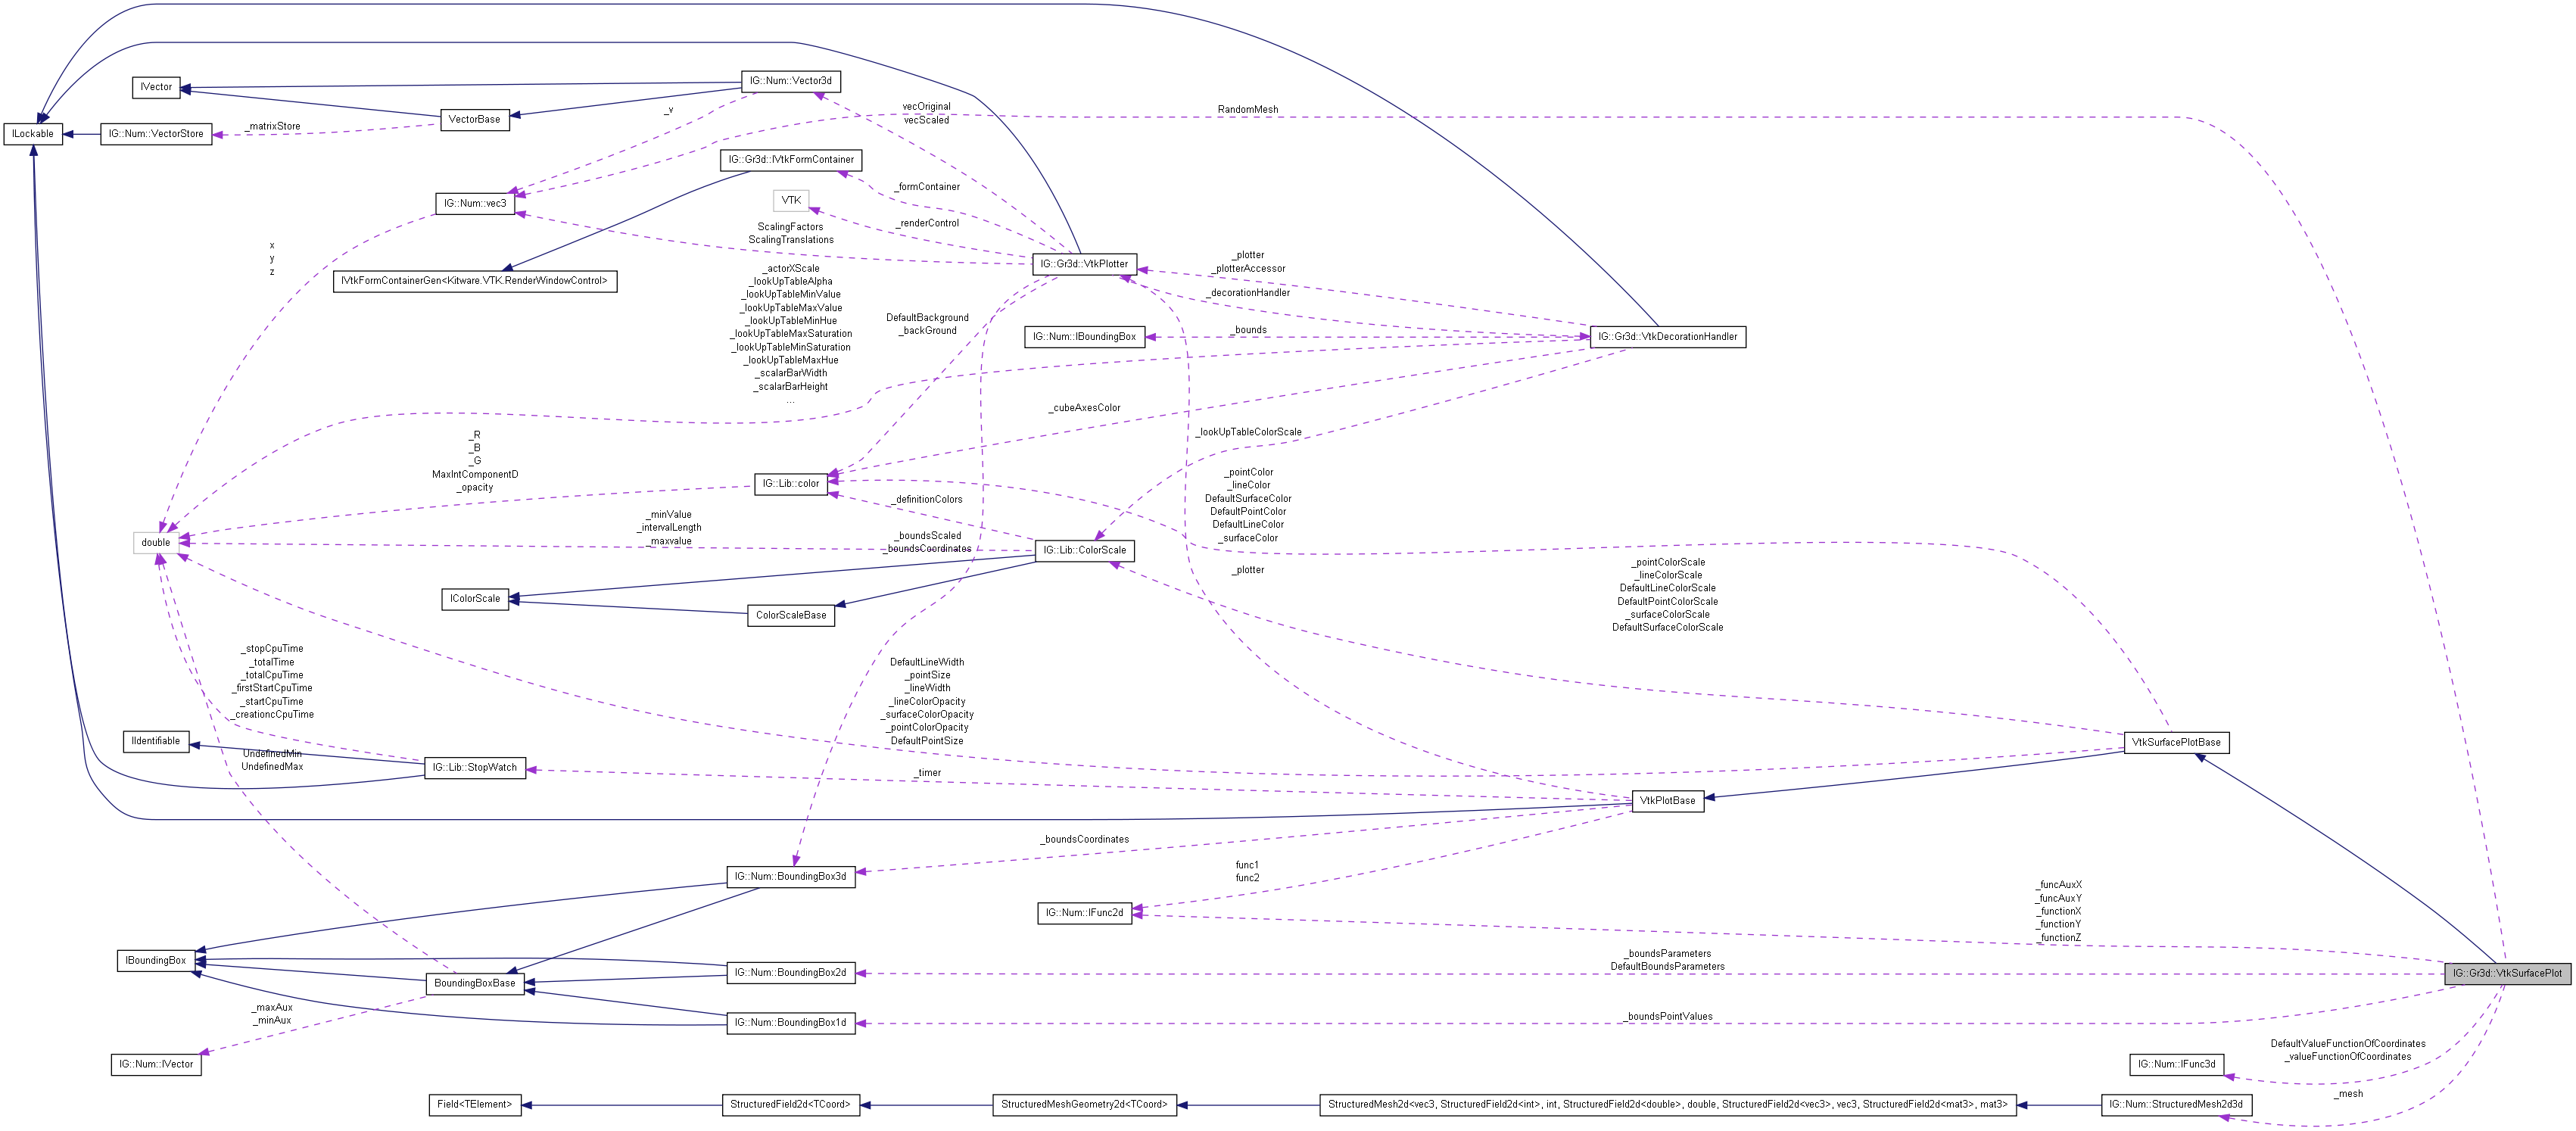 IVector
IG::Num::Vector3d
_y
vecOriginal
vecScaled
RandomMesh
VectorBase
ILockable
IG::Num::VectorStore
_matrixStore
IG::Gr3d::IVtkFormContainer
_formContainer
IG::Num::vec3
VTK
_renderControl
x
y
z
ScalingFactors
ScalingTranslations
IG::Gr3d::VtkPlotter
_plotter
_plotterAccessor
IVtkFormContainerGen<Kitware.VTK.RenderWindowControl>
_actorXScale
_lookUpTableAlpha
_lookUpTableMinValue
_lookUpTableMaxValue
_lookUpTableMinHue
_lookUpTableMaxSaturation
_lookUpTableMinSaturation
_lookUpTableMaxHue
_scalarBarWidth
_scalarBarHeight
...
DefaultBackground
_backGround
_decorationHandler
IG::Num::IBoundingBox
_bounds
IG::Gr3d::VtkDecorationHandler
_cubeAxesColor
_lookUpTableColorScale
_R
_B
_G
MaxIntComponentD
_opacity
IG::Lib::color
_definitionColors
_pointColor
_lineColor
DefaultSurfaceColor
DefaultPointColor
DefaultLineColor
_surfaceColor
double
_minValue
_intervalLength
_maxvalue
_boundsScaled
_boundsCoordinates
IG::Lib::ColorScale
_plotter
_pointColorScale
_lineColorScale
DefaultLineColorScale
DefaultPointColorScale
_surfaceColorScale
DefaultSurfaceColorScale
IColorScale
ColorScaleBase
_stopCpuTime
_totalTime
_totalCpuTime
_firstStartCpuTime
_startCpuTime
_creationcCpuTime
DefaultLineWidth
_pointSize
_lineWidth
_lineColorOpacity
_surfaceColorOpacity
_pointColorOpacity
DefaultPointSize
IIdentifiable
UndefinedMin
UndefinedMax
IG::Lib::StopWatch
_timer
VtkSurfacePlotBase
VtkPlotBase
_boundsCoordinates
IG::Num::BoundingBox3d
func1
func2
IG::Num::IFunc2d
_funcAuxX
_funcAuxY
_functionX
_functionY
_functionZ
IBoundingBox
BoundingBoxBase
IG::Num::BoundingBox2d
_boundsParameters
DefaultBoundsParameters
IG::Gr3d::VtkSurfacePlot
_maxAux
_minAux
IG::Num::BoundingBox1d
_boundsPointValues
IG::Num::IVector
IG::Num::IFunc3d
DefaultValueFunctionOfCoordinates
_valueFunctionOfCoordinates
_mesh
Field<TElement>
StructuredField2d<TCoord>
StructuredMeshGeometry2d<TCoord>
StructuredMesh2d<vec3, StructuredField2d<int>, int, StructuredField2d<double>, double, StructuredField2d<vec3>, vec3, StructuredField2d<mat3>, mat3>
IG::Num::StructuredMesh2d3d